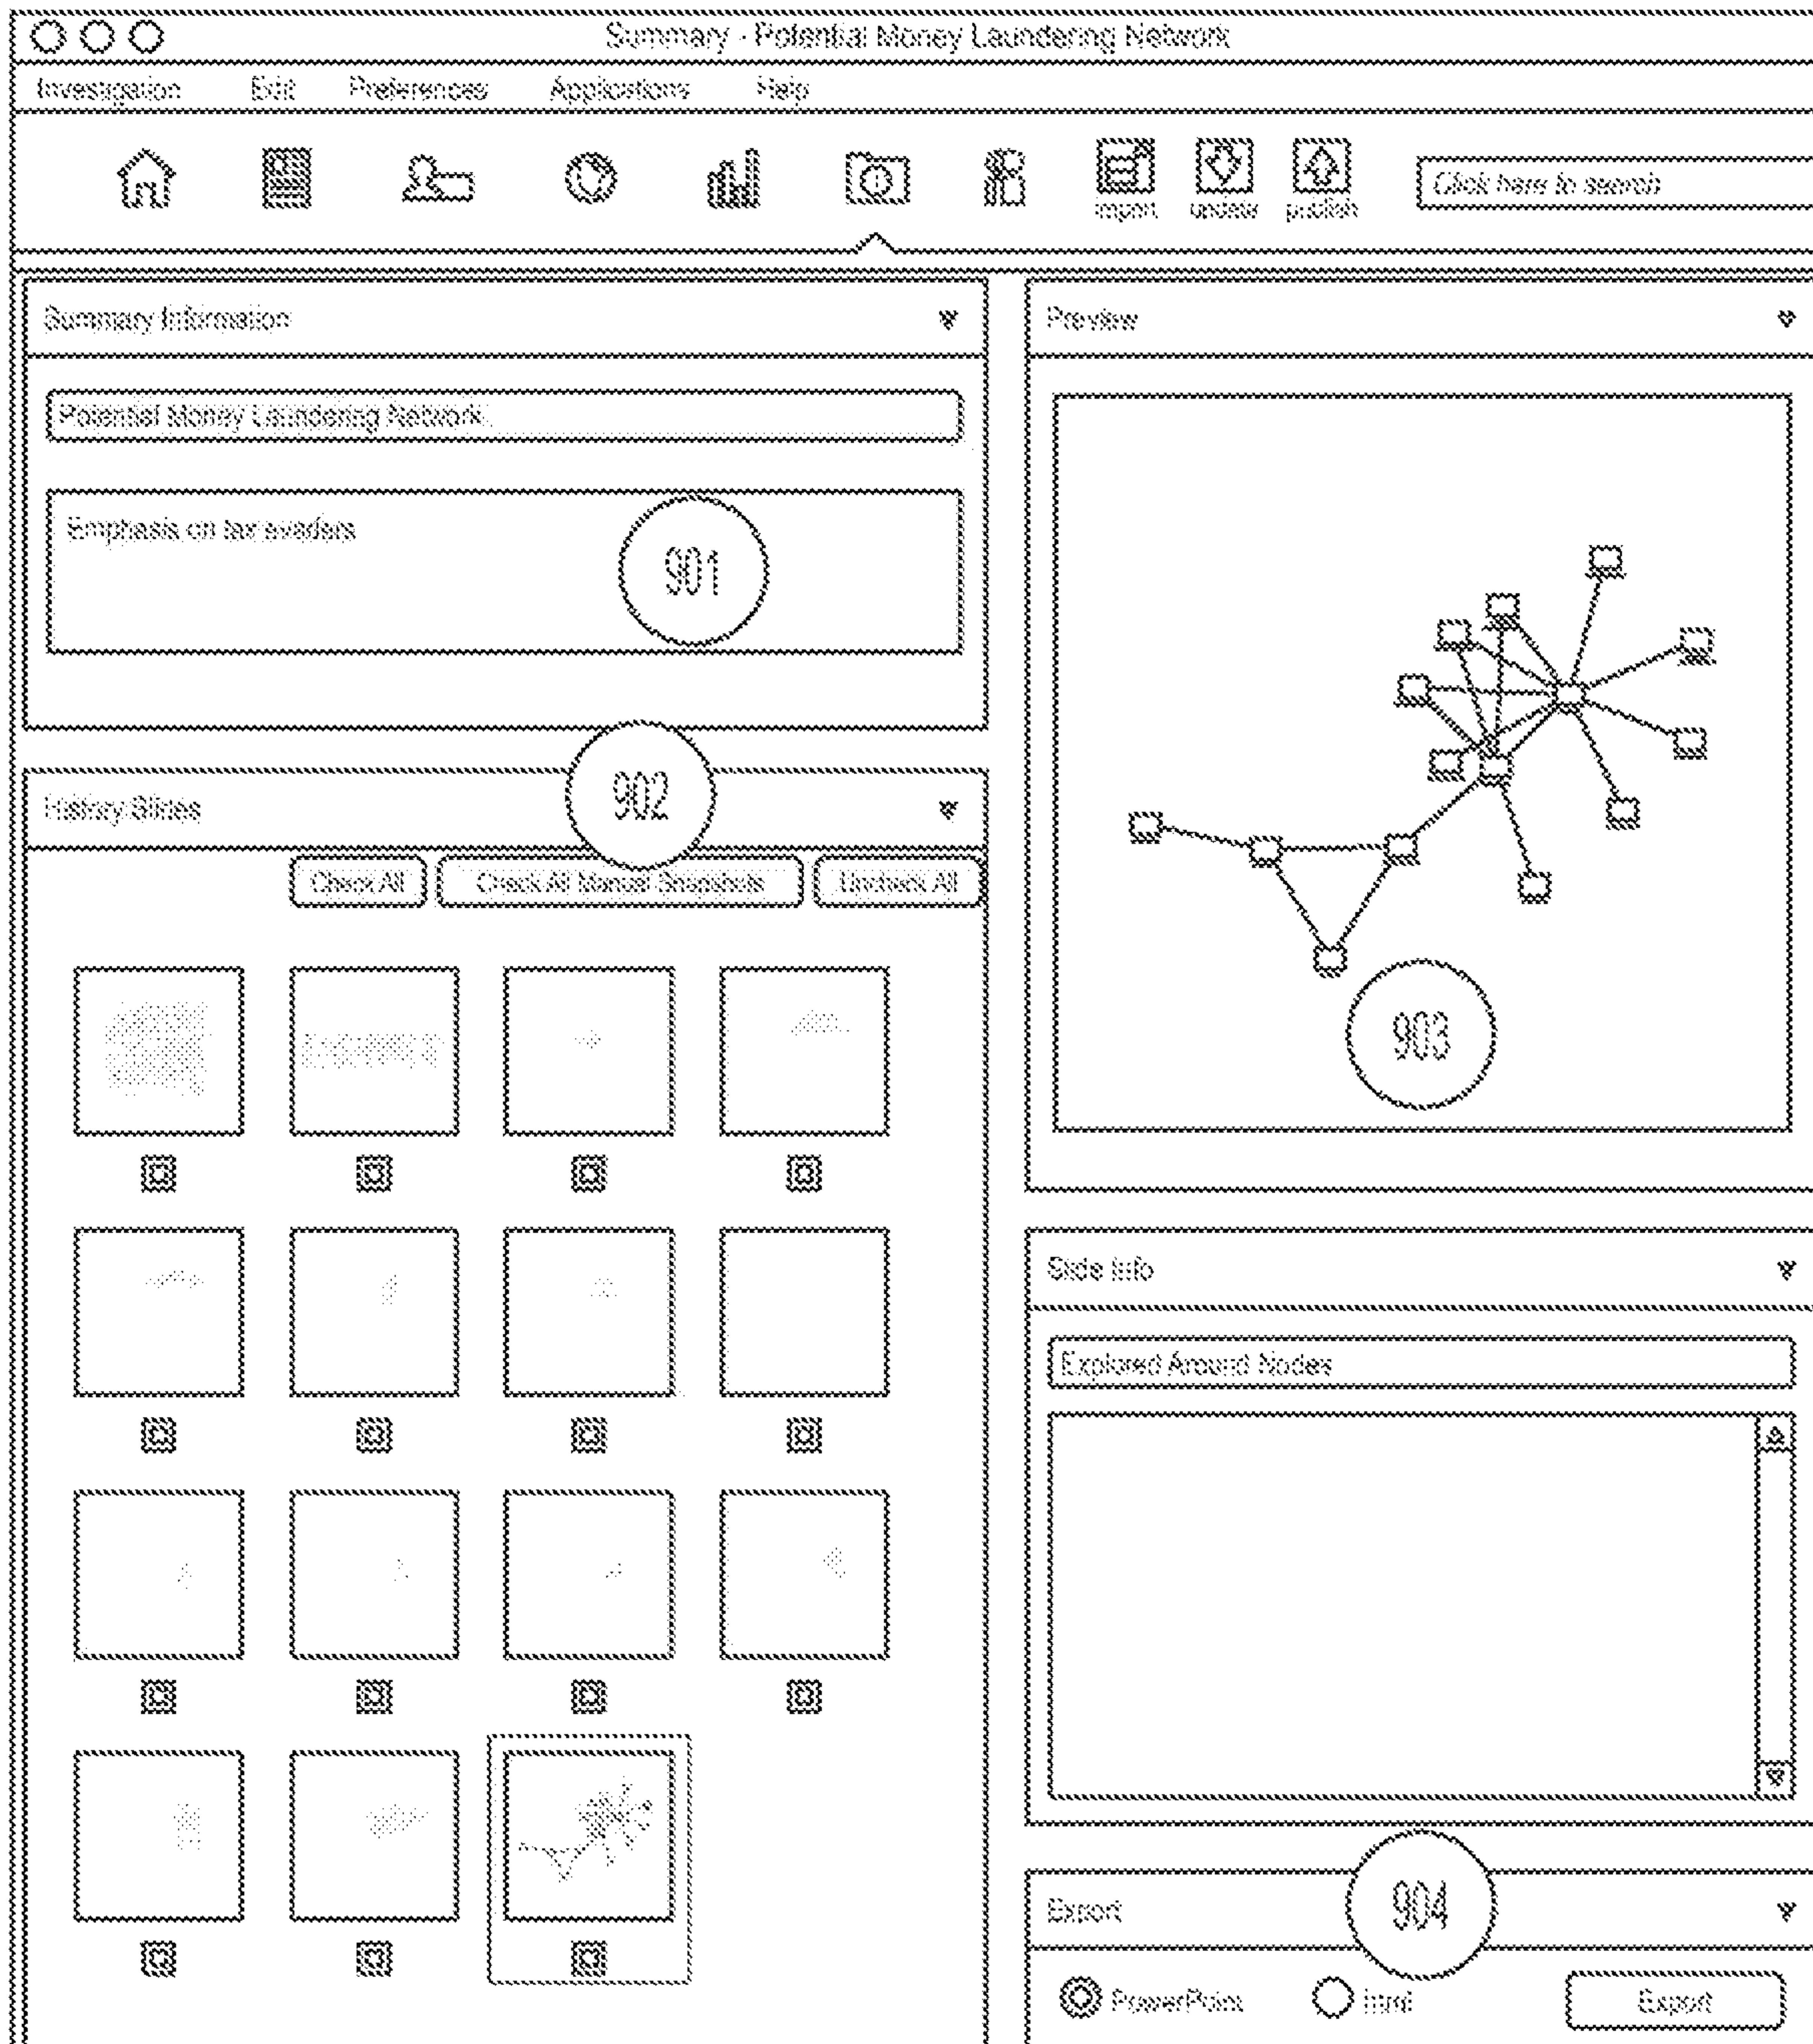 Summary - Potential Money Laundering Network
Investigation Edit Preferences Applications Help
import update publish
Click here to search
Summary Information
Potential Money Laundering Network
Emphasis on tax evaders
901
902
History Slides
Check All Check All Manual Snapshots Uncheck All
Preview
903
Slide Info
Explored Around Nodes
904
Export
PowerPoint html Export